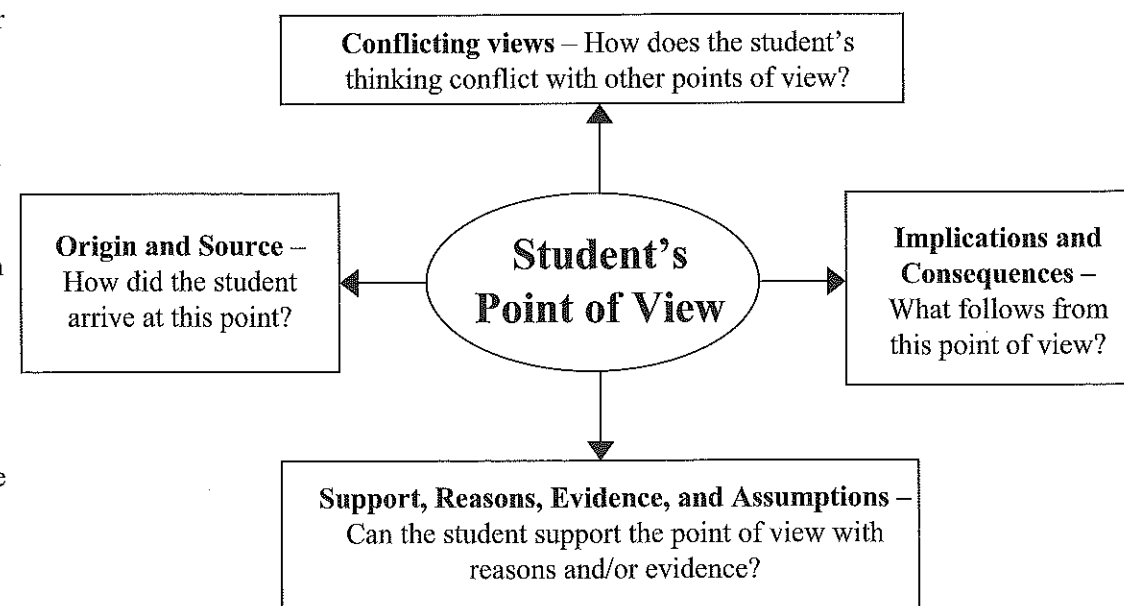 Conflicting views – How does the student's
thinking conflict with other points of view?
Origin and Source –
How did the student
arrive at this point?
Student's
Point of View
Implications and
Consequences –
What follows from
this point of view?
Support, Reasons, Evidence, and Assumptions –
Can the student support the point of view with
reasons and/or evidence?